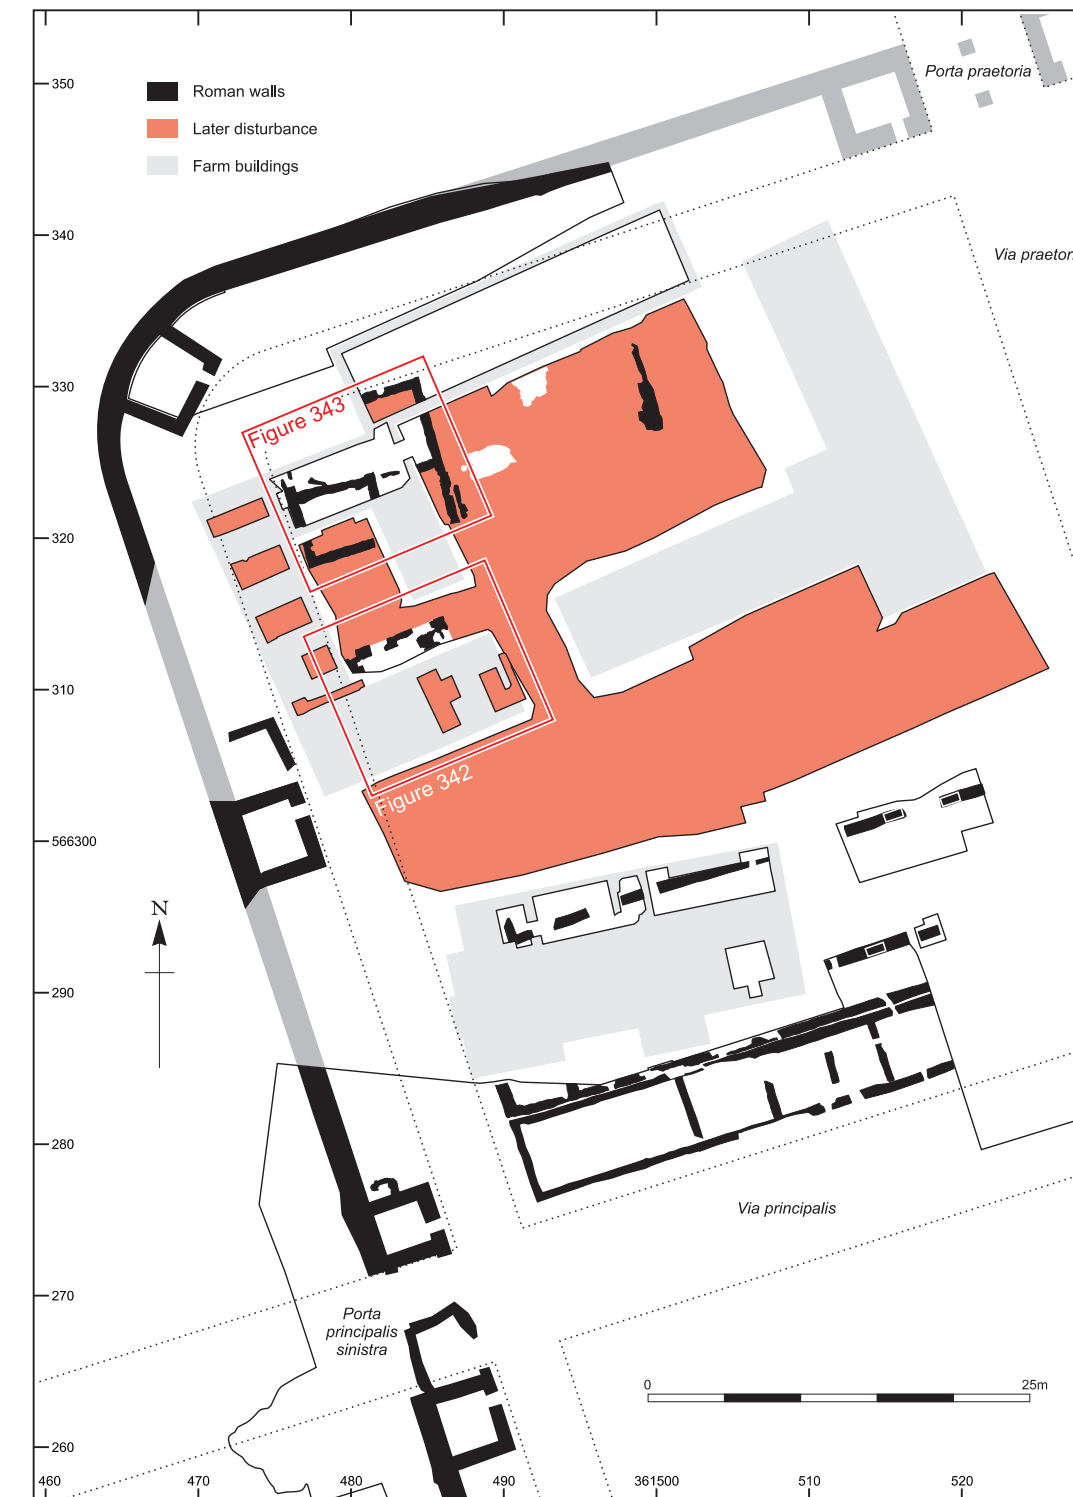 350
Roman walls
Later disturbance
Farm buildings
Porta praetoria
340
Via praetori
330
Figure 343
320
310
Figure 342
566300
N
290
280
Via principalis
270
Porta
principalis
sinistra
0
25m
260
460
470
480
490
361500
510
520